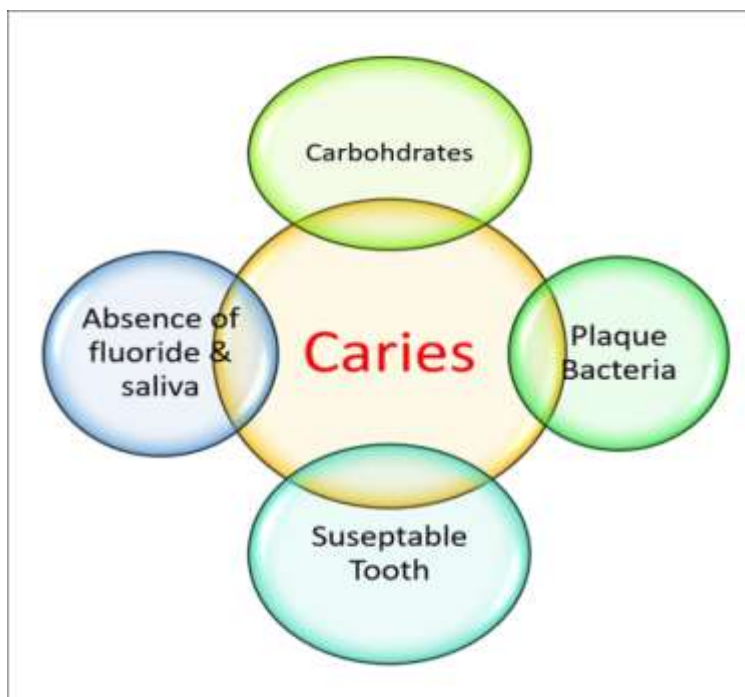 Carbohdrates
Absence of
fluoride &
saliva
Caries
Plaque
Bacteria
Suseptable
Tooth